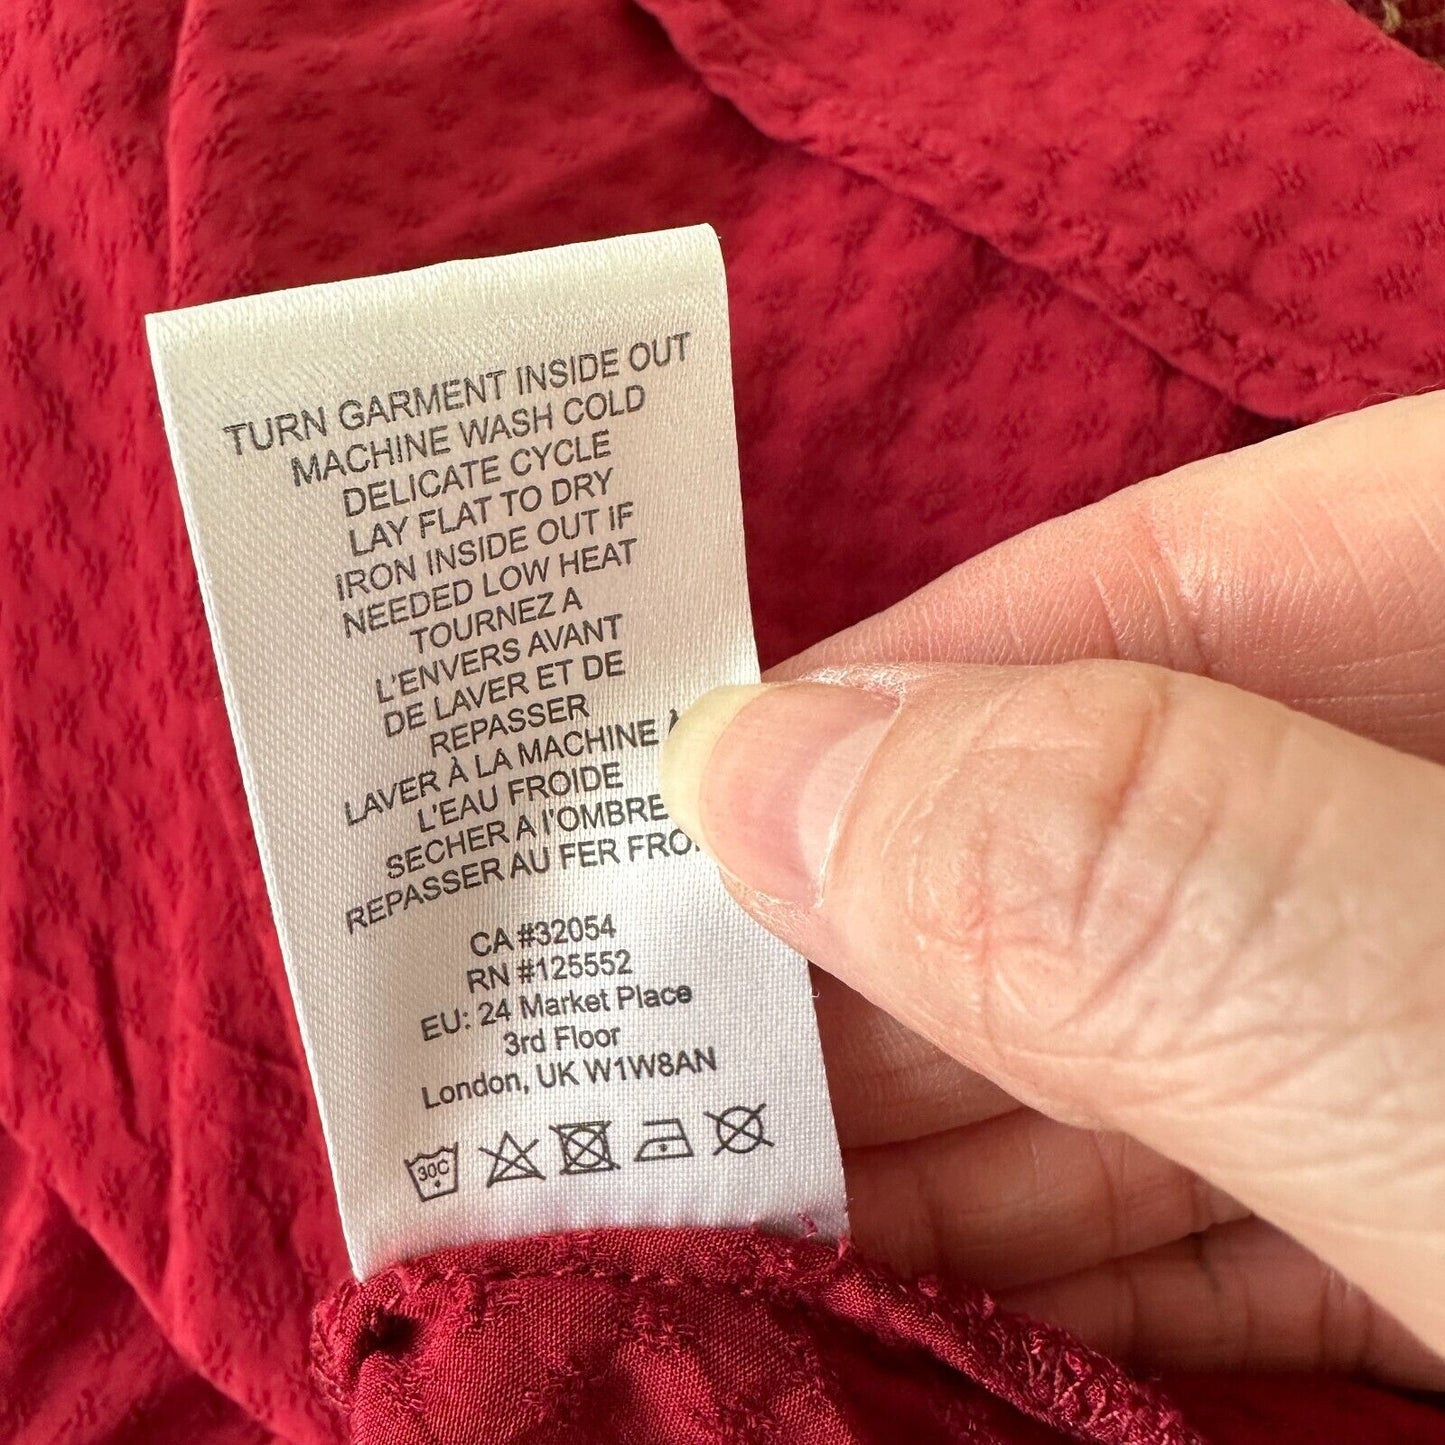 TURN GARMENT INSIDE OUT
MACHINE WASH COLD
DELICATE CYCLE
LAY FLAT TO DRY
IRON INSIDE OUT IF
NEEDED LOW HEAT
TOURNEZ A
L'ENVERS AVANT
DE LAVER ET DE
REPASSER
LAVER À LA MACHINE À
L'EAU FROIDE
SECHER A l'OMBRE
REPASSER AU FER
CA #32054
RN #125552
EU: 24 Market Place
3rd Floor
London, UK W1W8AN
30C